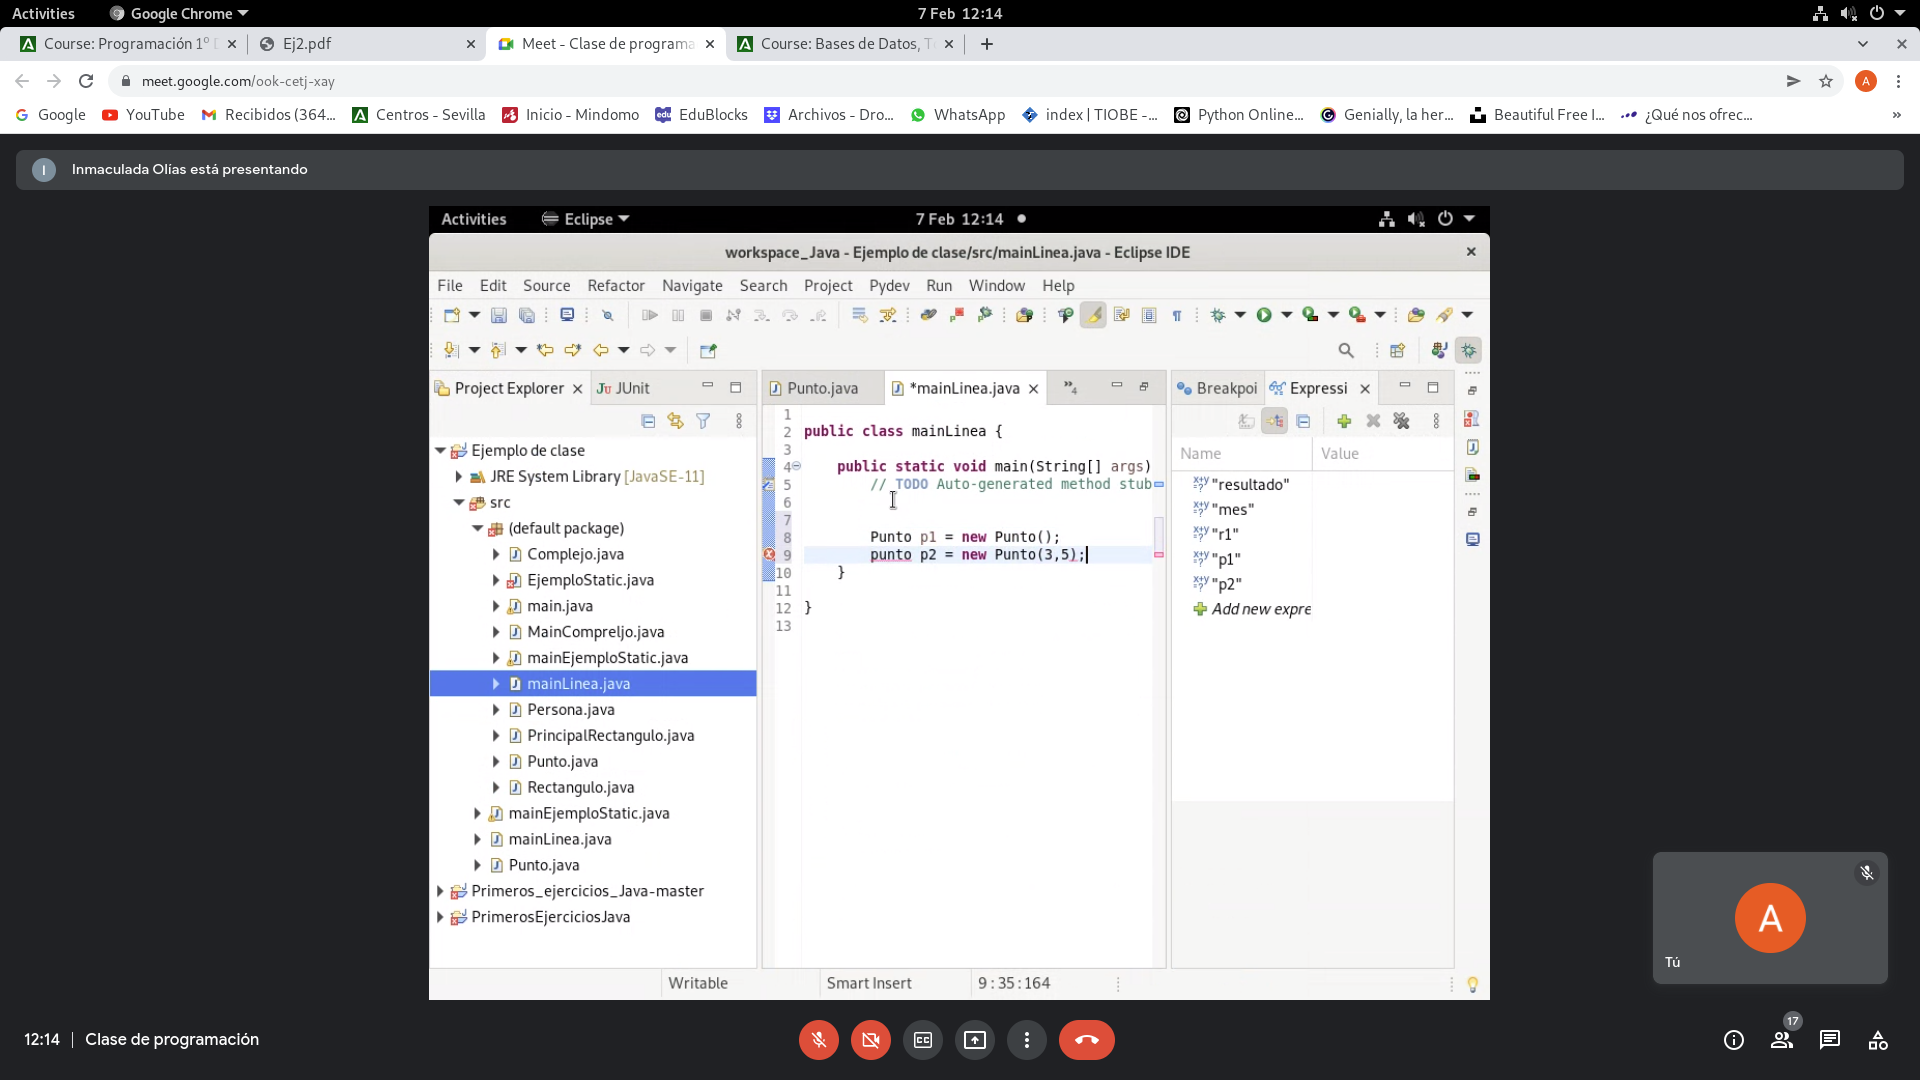 Activities Google Chrome 7 Feb 12:14
Course: Programación 1º Ej2.pdf Meet - Clase de programa Course: Bases de Datos, T
meet.google.com/ook-cetj-xay A
Google YouTube Recibidos (364... Centros - Sevilla Inicio - Mindomo EduBlocks Archivos - Dro... WhatsApp index | TIOBE -... Python Online... Genially, la her... Beautiful Free I... ¿Qué nos ofrec... »
I Inmaculada Olías está presentando
Activities Eclipse 7 Feb 12:14
workspace_Java - Ejemplo de clase/src/mainLinea.java - Eclipse IDE
File Edit Source Refactor Navigate Search Project Pydev Run Window Help
Project Explorer JUnit
Punto.java *mainLinea.java »4
Breakpoi Expressi
Ejemplo de clase
JRE System Library [JavaSE-11]
src
(default package)
Complejo.java
EjemploStatic.java
main.java
MainCompreljo.java
mainEjemploStatic.java
mainLinea.java
Persona.java
PrincipalRectangulo.java
Punto.java
Rectangulo.java
mainEjemploStatic.java
mainLinea.java
Punto.java
Primeros_ejercicios_Java-master
PrimerosEjerciciosJava
1
2 public class mainLinea {
3
4 public static void main(String[] args)
5 // TODO Auto-generated method stub
6
7
8 Punto p1 = new Punto();
9 punto p2 = new Punto(3,5);
10 }
11
12 }
13
Name Value
"resultado"
"mes"
"r1"
"p1"
"p2"
Add new expre
Writable Smart Insert 9 : 35 : 164
A
Tú
12:14 | Clase de programación
CC
17